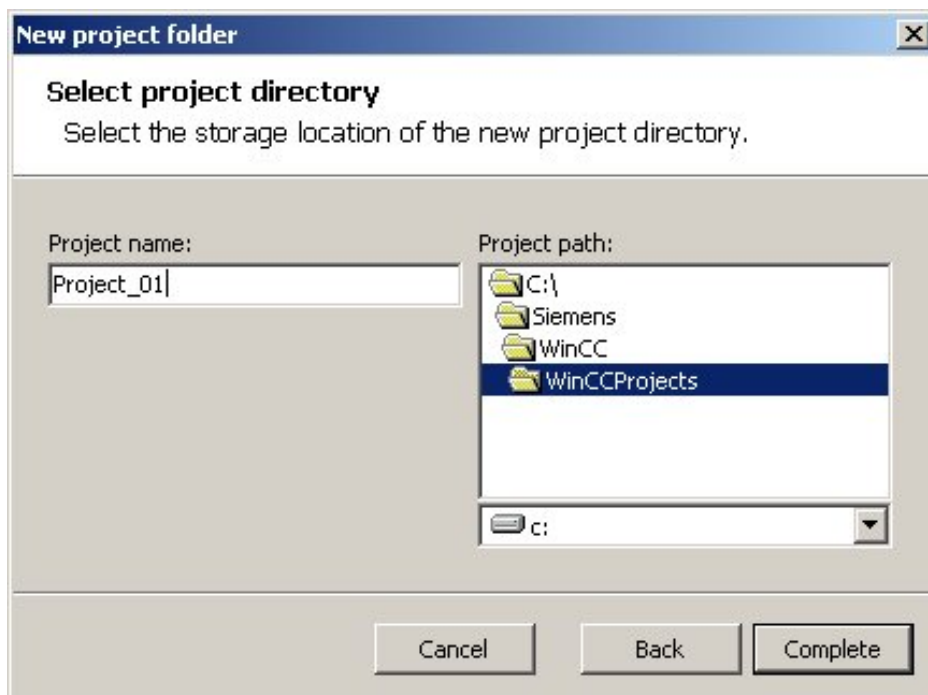 New project folder
Select project directory
Select the storage location of the new project directory.
Project name:
Project_01
Project path:
C:\
Siemens
WinCC
WinCCProjects
c:
Cancel
Back
Complete